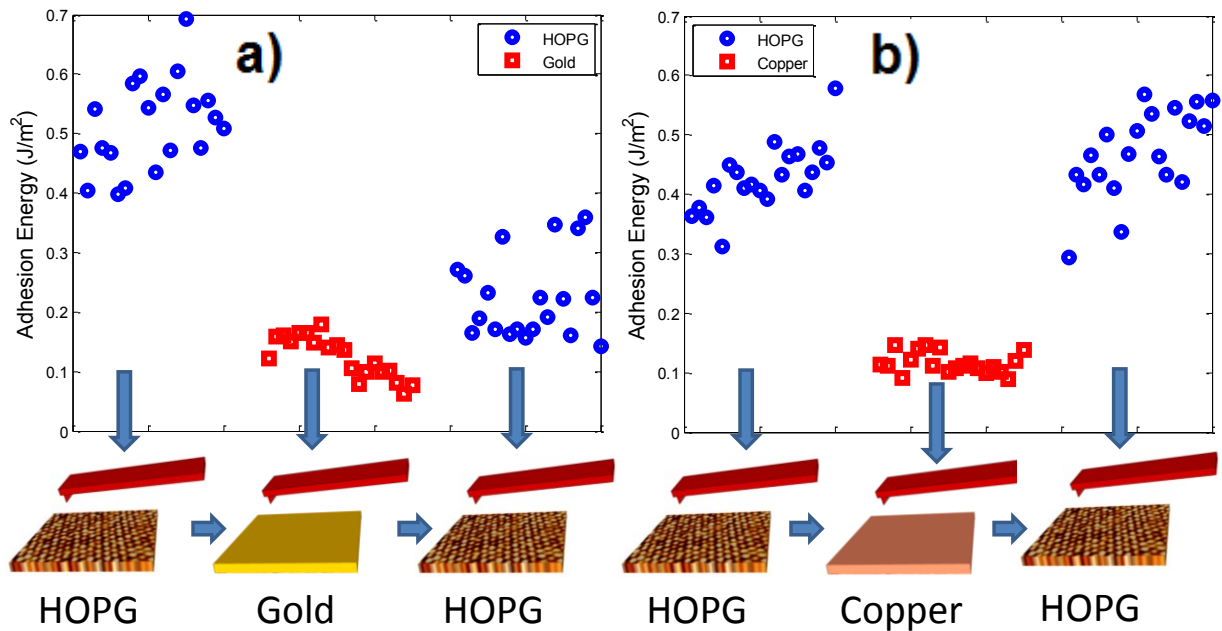 a)
HOPG
Gold
Adhesion Energy (J/m²)
0.7
0.6
0.5
0.4
0.3
0.2
0.1
0
HOPG
Gold
HOPG
b)
HOPG
Copper
Adhesion Energy (J/m²)
0.7
0.6
0.5
0.4
0.3
0.2
0.1
0
HOPG
Copper
HOPG